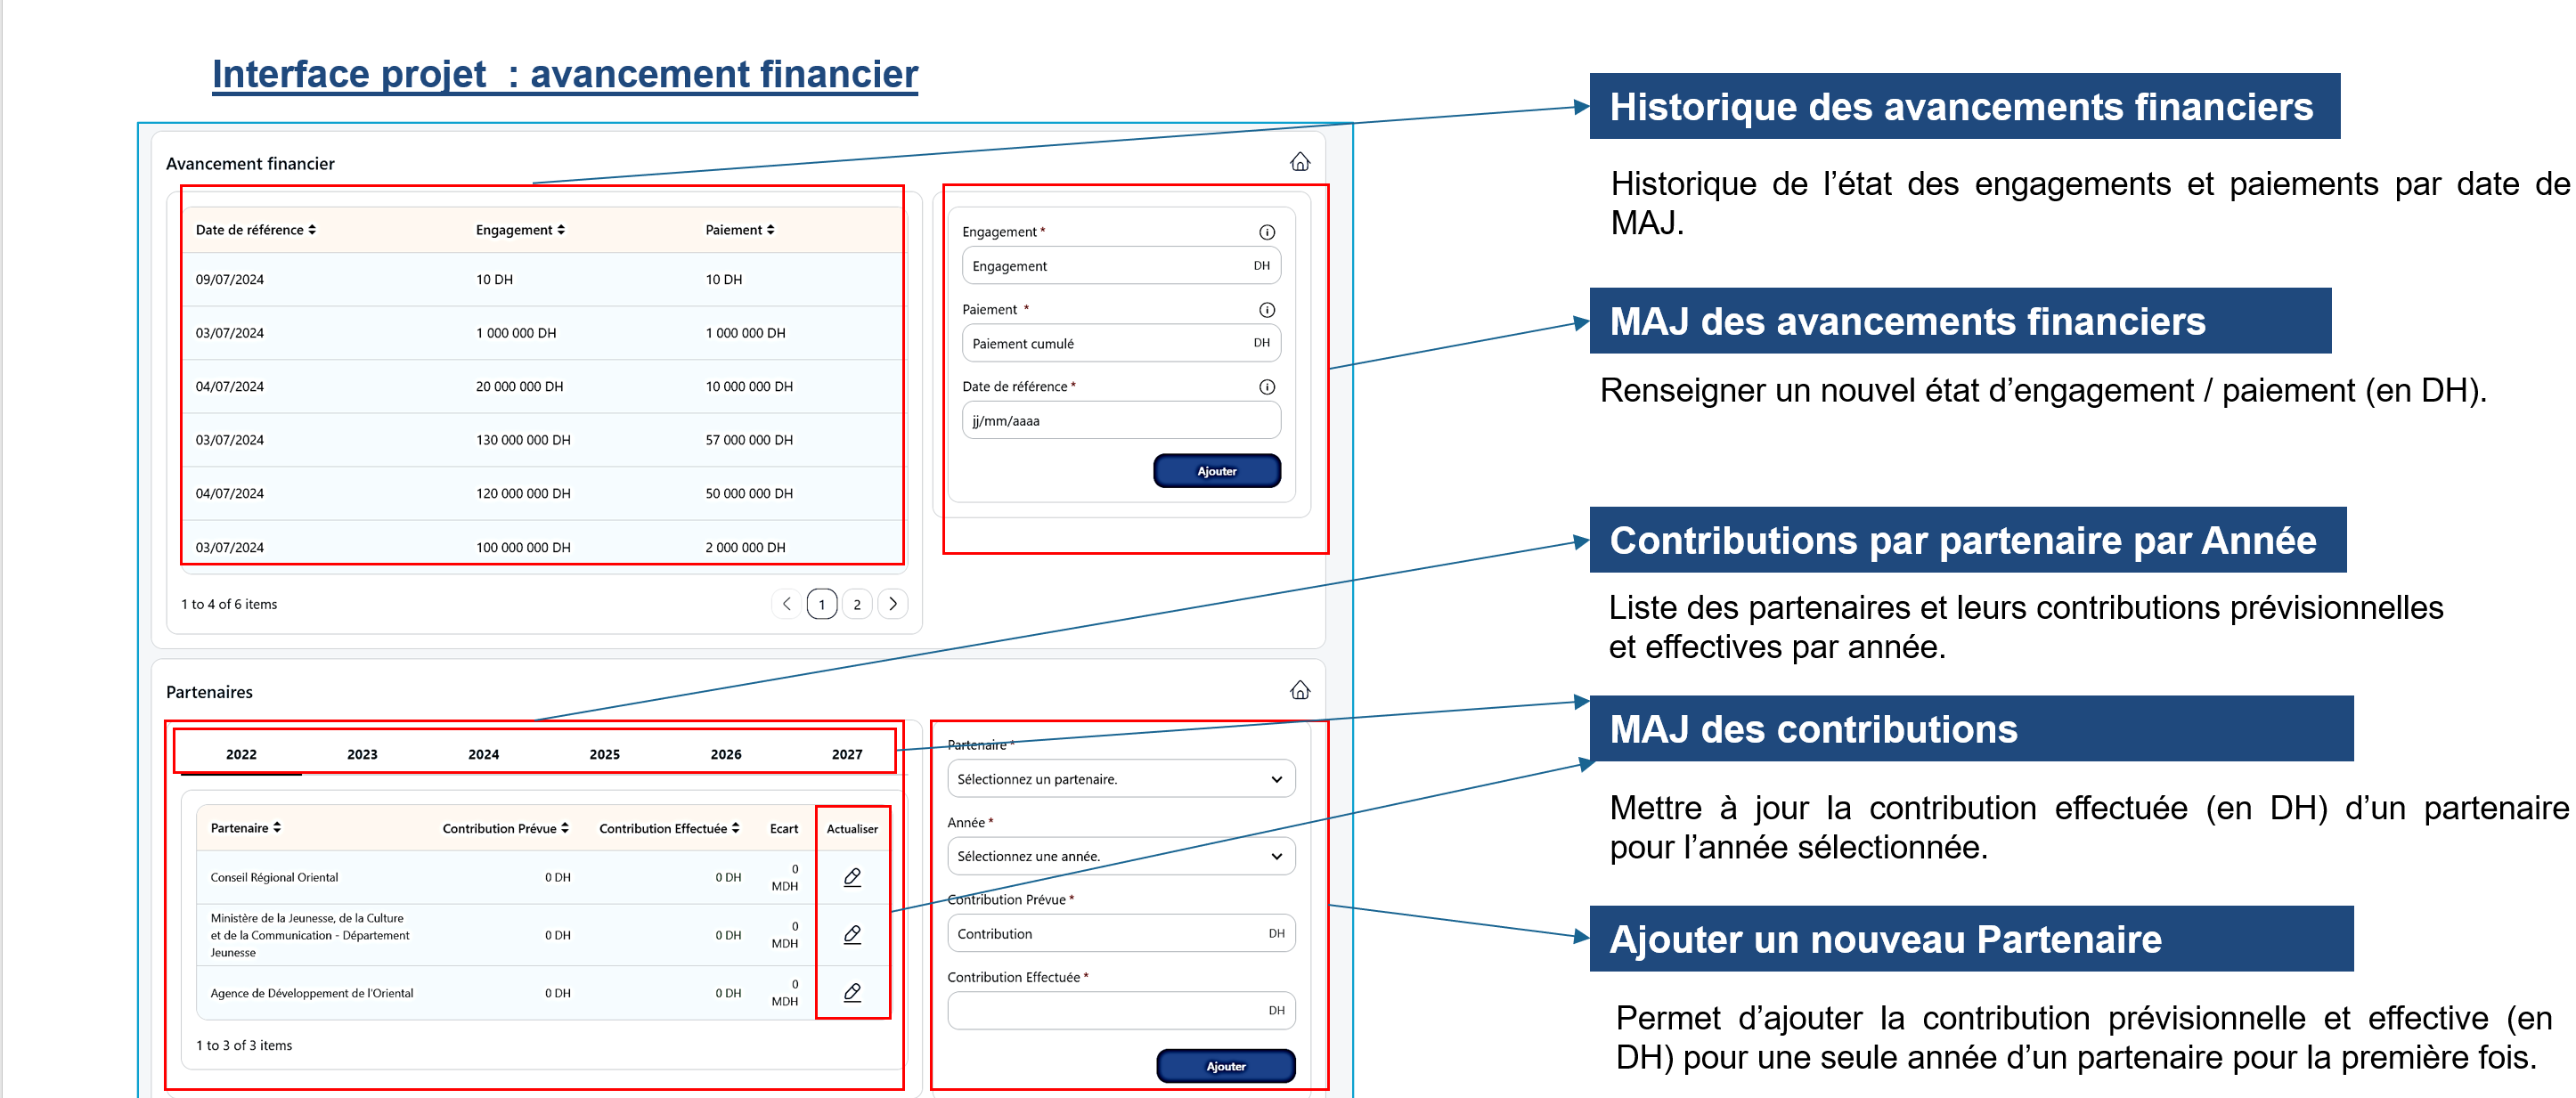 Interface projet : avancement financier
Avancement financier
Date de référence Engagement Paiement
09/07/2024 10 DH 10 DH
03/07/2024 1 000 000 DH 1 000 000 DH
04/07/2024 20 000 000 DH 10 000 000 DH
03/07/2024 130 000 000 DH 57 000 000 DH
04/07/2024 120 000 000 DH 50 000 000 DH
03/07/2024 100 000 000 DH 2 000 000 DH
1 to 4 of 6 items
1 2
Engagement *
Engagement DH
Paiement *
Paiement cumulé DH
Date de référence *
jj/mm/aaaa
Ajouter
Partenaires
2022 2023 2024 2025 2026 2027
Partenaire Contribution Prévue Contribution Effectuée Ecart Actualiser
Conseil Régional Oriental 0 DH 0 DH 0
MDH
Ministère de la Jeunesse, de la Culture
et de la Communication - Département
Jeunesse
0 DH 0 DH 0
MDH
Agence de Développement de l'Oriental 0 DH 0 DH 0
MDH
1 to 3 of 3 items
Partenaire *
Sélectionnez un partenaire.
Année *
Sélectionnez une année.
Contribution Prévue *
Contribution DH
Contribution Effectuée *
DH
Ajouter
Historique des avancements financiers
Historique de l’état des engagements et paiements par date de
MAJ.
MAJ des avancements financiers
Renseigner un nouvel état d’engagement / paiement (en DH).
Contributions par partenaire par Année
Liste des partenaires et leurs contributions prévisionnelles
et effectives par année.
MAJ des contributions
Mettre à jour la contribution effectuée (en DH) d’un partenaire
pour l’année sélectionnée.
Ajouter un nouveau Partenaire
Permet d’ajouter la contribution prévisionnelle et effective (en
DH) pour une seule année d’un partenaire pour la première fois.